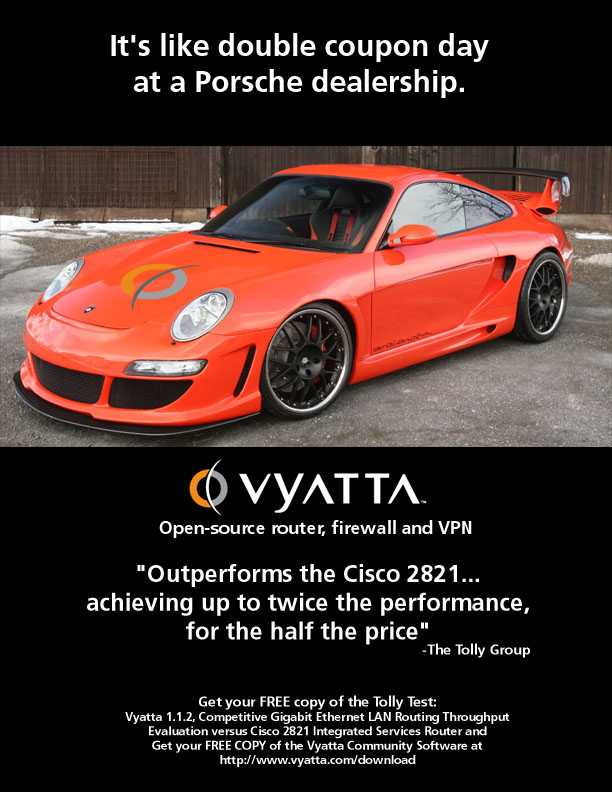 It's like double coupon day
at a Porsche dealership.
VYATTA™
Open-source router, firewall and VPN
"Outperforms the Cisco 2821...
achieving up to twice the performance,
for the half the price"
-The Tolly Group
Get your FREE copy of the Tolly Test:
Vyatta 1.1.2, Competitive Gigabit Ethernet LAN Routing Throughput
Evaluation versus Cisco 2821 Integrated Services Router and
Get your FREE COPY of the Vyatta Community Software at
http://www.vyatta.com/download